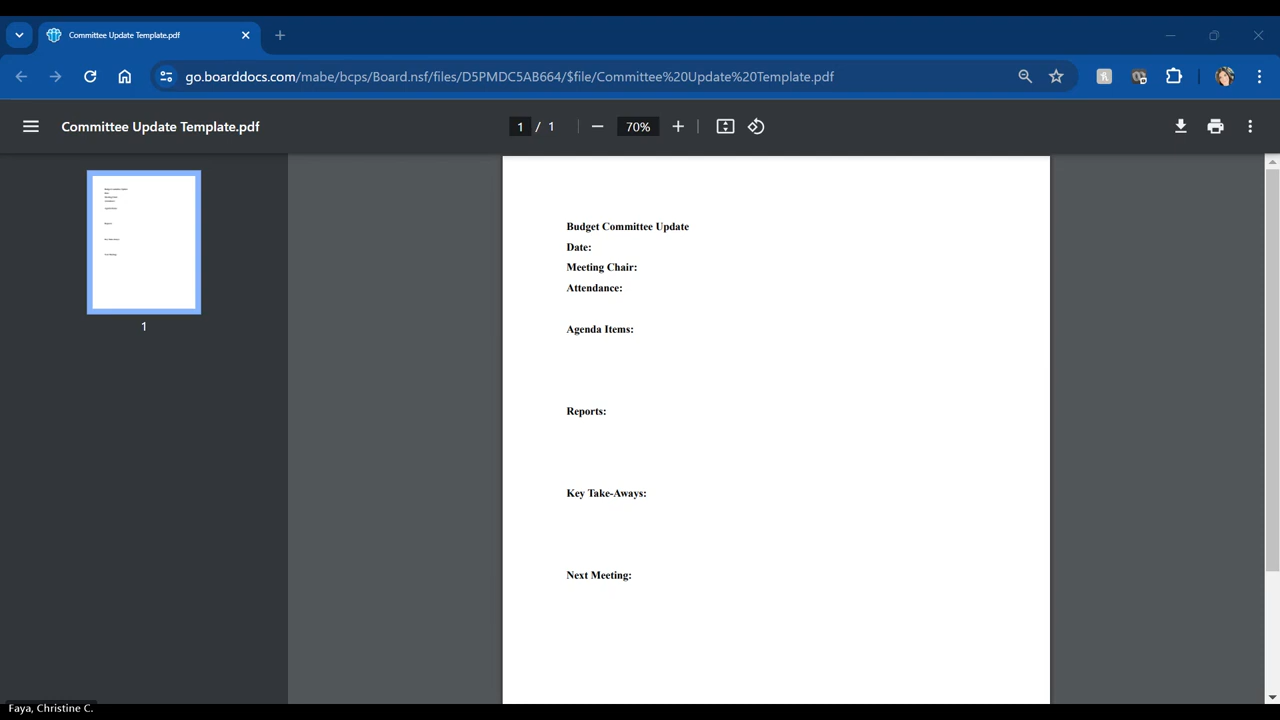 Committee Update Template.pdf
go.boarddocs.com/mabe/bcps/Board.nsf/files/D5PMDC5AB664/$file/Committee%20Update%20Template.pdf
Committee Update Template.pdf
1 / 1
70%
Budget Committee Update
Date:
Meeting Chair:
Attendance:
Agenda Items:
Reports:
Key Take-Aways:
Next Meeting:
1
Faya, Christine C.